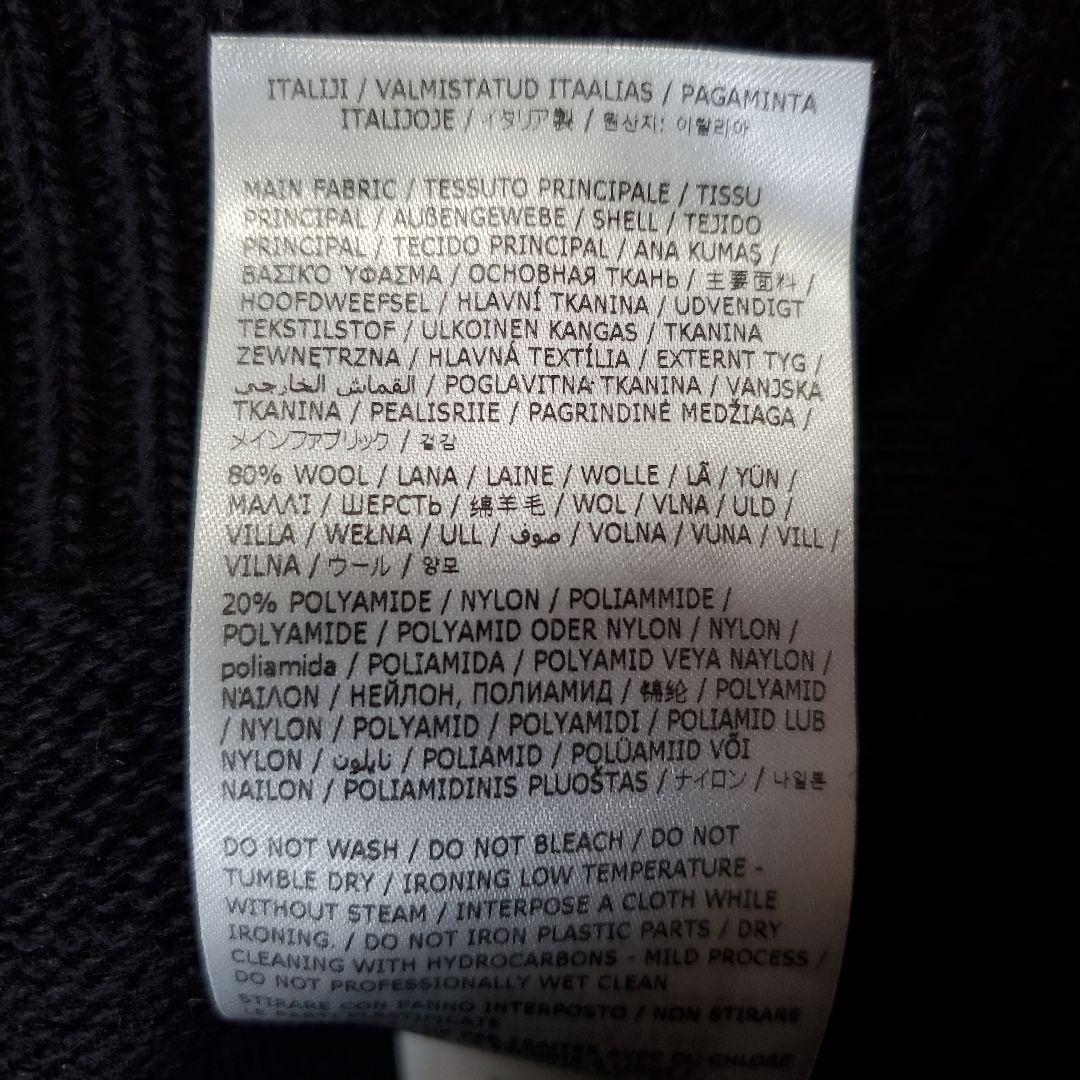 ITALIJI / VALMISTATUD ITAALIAS / PAGAMINTA
ITALIJOJE / イタリア製 / 원산지: 이탈리아
MAIN FABRIC / TESSUTO PRINCIPALE / TISSU
PRINCIPAL / AUßENGEWEBE / SHELL / TEJIDO
PRINCIPAL / TECIDO PRINCIPAL / ANA KUMAŞ /
ΒΑΣΙΚΌ ΎΦΑΣΜΑ / ОСНОВНАЯ ТКАНЬ / 主要面料 /
HOOFDWEEFSEL / HLAVNÍ TKANINA / UDVENDIGT
TEKSTILSTOF / ULKOINEN KANGAS / TKANINA
ZEWNĘTRZNA / HLAVNÁ TEXTÍLIA / EXTERNT TYG /
القماش الخارجي / POGLAVITNA TKANINA / VANJSKA
TKANINA / PEALISRIIE / PAGRINDINĖ MEDŽIAGA /
メインファブリック / 겉감
80% WOOL / LANA / LAINE / WOLLE / LÃ / YÜN /
ΜΑΛΛΊ / ШЕРСТЬ / 绵羊毛 / WOL / VLNA / ULD /
VILLA / WEŁNA / ULL / صوف / VOLNA / VUNA / VILL /
VILNA / ウール / 양모
20% POLYAMIDE / NYLON / POLIAMMIDE /
POLYAMIDE / POLYAMID ODER NYLON / NYLON /
poliamida / POLIAMIDA / POLYAMID VEYA NAYLON /
ΝΆΙΛΟΝ / НЕЙЛОН, ПОЛИАМИД / 锦纶 / POLYAMID
/ NYLON / POLYAMID / POLYAMIDI / POLIAMID LUB
NYLON / نايلون / POLIAMID / POLÜAMIID VÕI
NAILON / POLIAMIDINIS PLUOŠTAS / ナイロン / 나일론
DO NOT WASH / DO NOT BLEACH / DO NOT
TUMBLE DRY / IRONING LOW TEMPERATURE -
WITHOUT STEAM / INTERPOSE A CLOTH WHILE
IRONING. / DO NOT IRON PLASTIC PARTS / DRY
CLEANING WITH HYDROCARBONS - MILD PROCESS /
DO NOT PROFESSIONALLY WET CLEAN
STIRARE CON PANNO INTERPOSTO / NON STIRARE
LE PARTI PLASTIFICATE
TRAITER AVEC DU CHLORE